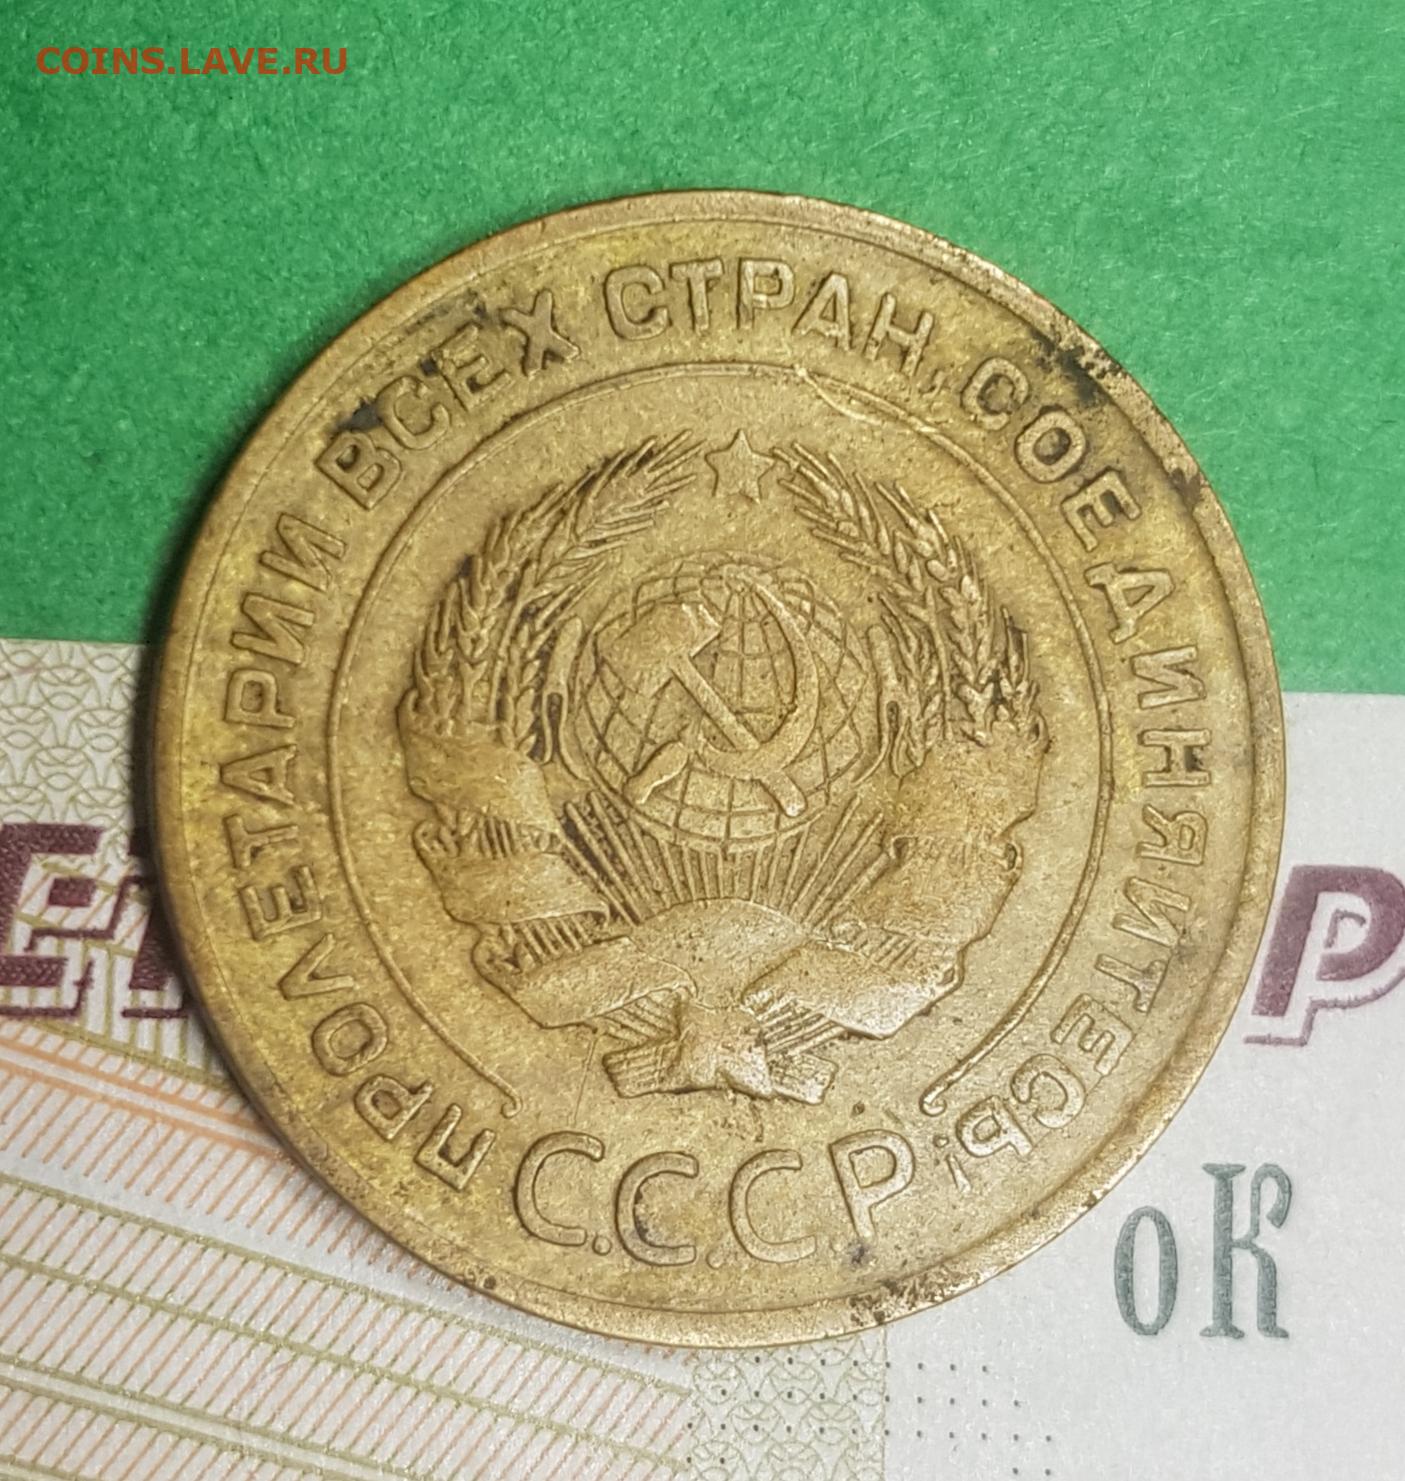 COINS.LAVE.RU
ПРОЛЕТАРИИ ВСЕХ СТРАН, СОЕДИНЯЙТЕСЬ!
С.С.С.Р.
Р
оК